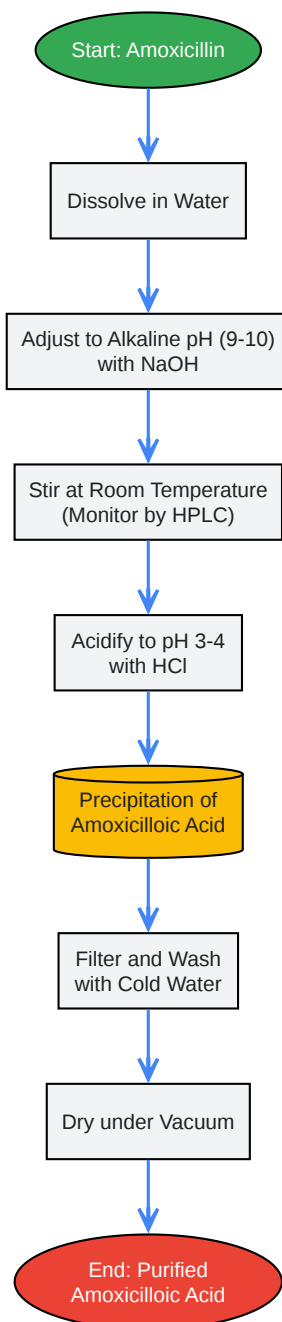 Start: Amoxicillin
Dissolve in Water
Adjust to Alkaline pH (9-10)
with NaOH
Stir at Room Temperature
(Monitor by HPLC)
Acidify to pH 3-4
with HCl
Precipitation of
Amoxicilloic Acid
Filter and Wash
with Cold Water
Dry under Vacuum
End: Purified
Amoxicilloic Acid